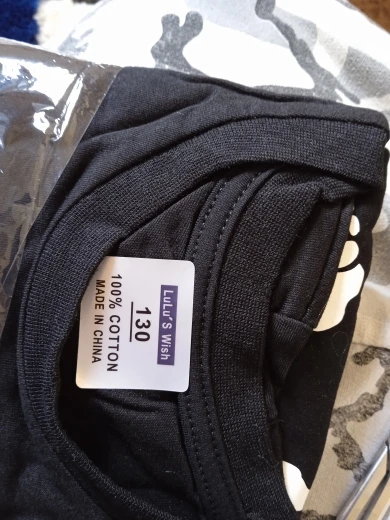 LuLu'S Wish
130
100% COTTON
MADE IN CHINA